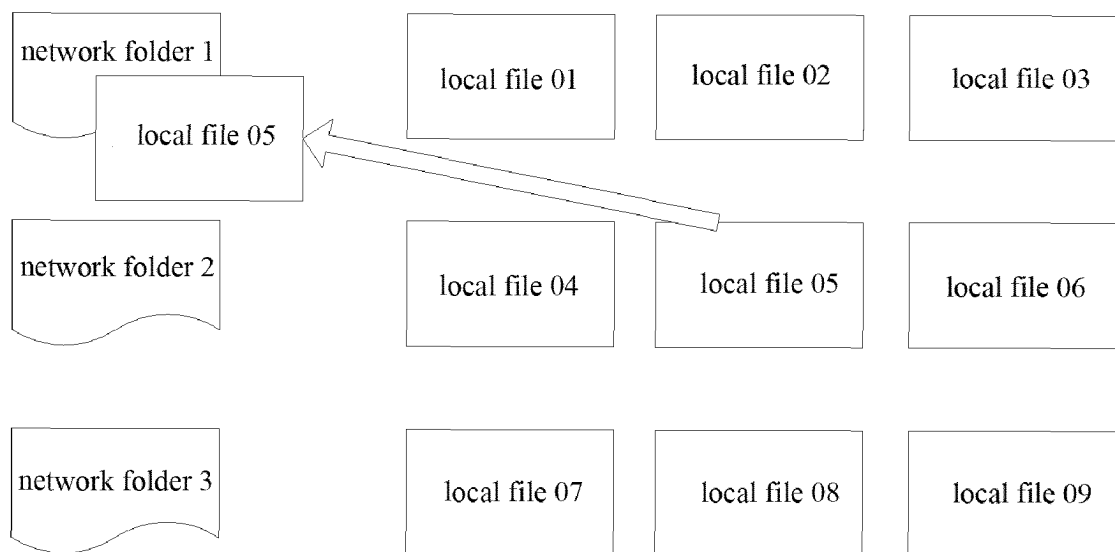 network folder 1
local file 01
local file 02
local file 03
local file 05
network folder 2
local file 04
local file 05
local file 06
network folder 3
local file 07
local file 08
local file 09